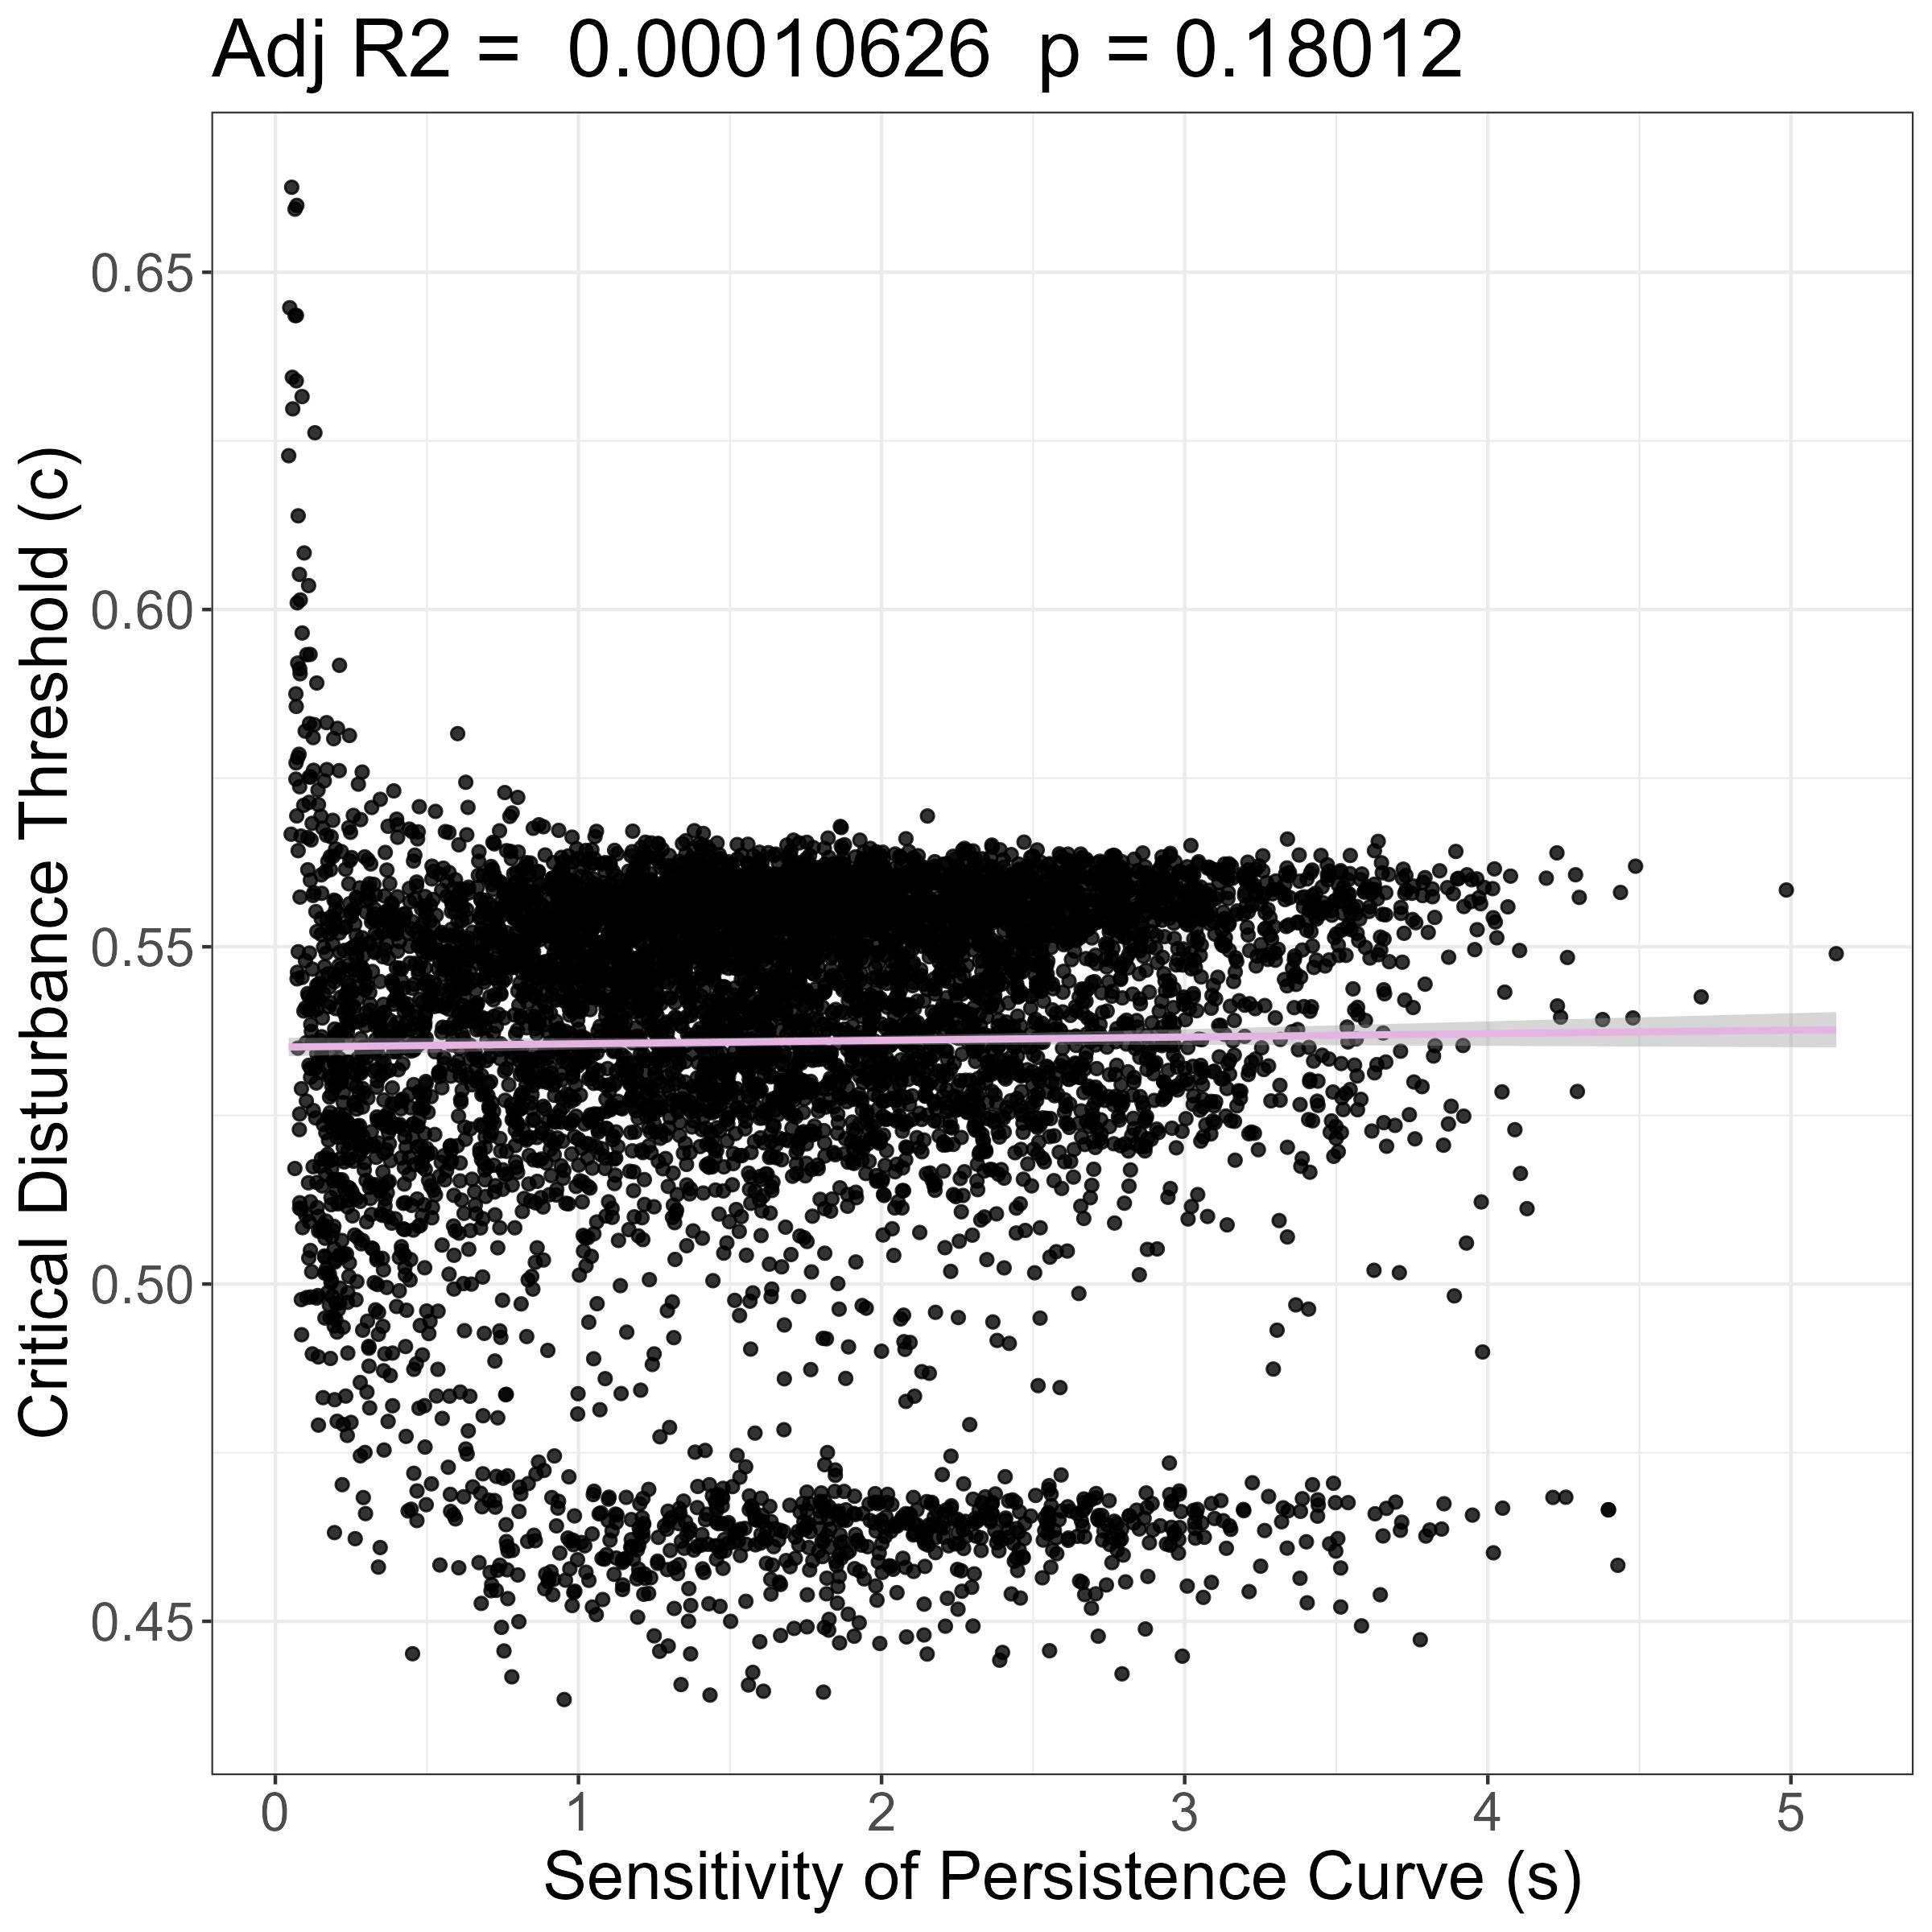 Adj R2 =  0.00010626  p = 0.18012
Critical Disturbance Threshold (c)
0.65
0.60
0.55
0.50
0.45
0 1 2 3 4 5
Sensitivity of Persistence Curve (s)